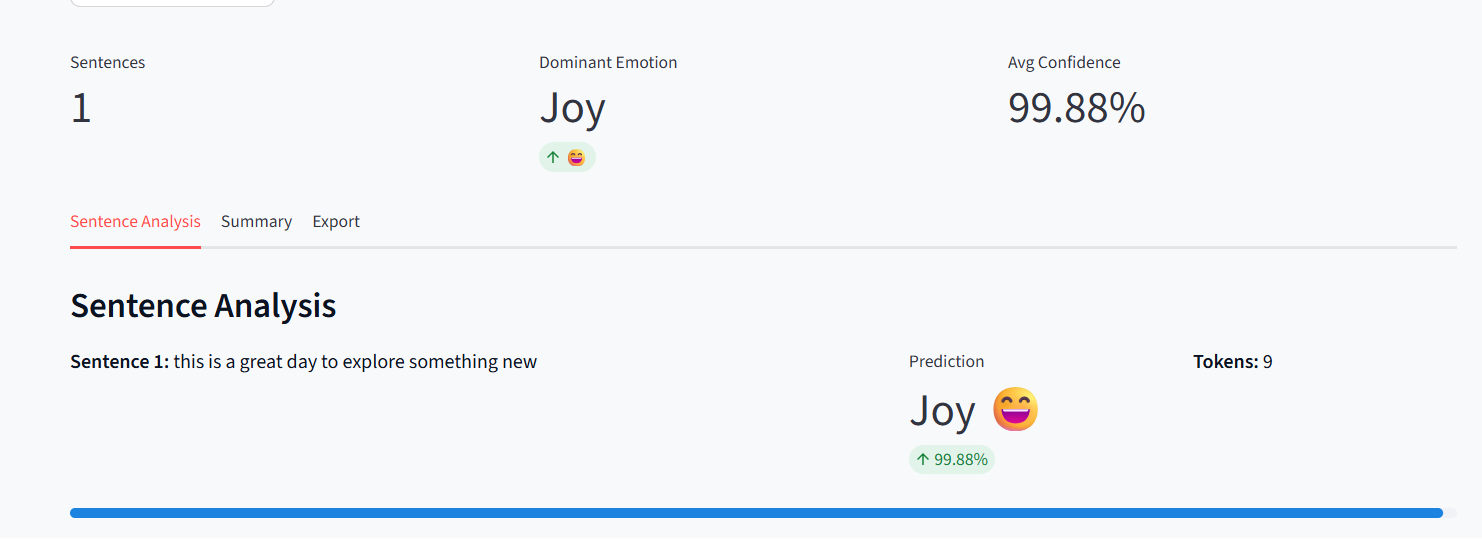 Sentences
1
Dominant Emotion
Joy
↑ 😄
Avg Confidence
99.88%
Sentence Analysis Summary Export
Sentence Analysis
Sentence 1: this is a great day to explore something new
Prediction
Joy 😄
↑ 99.88%
Tokens: 9